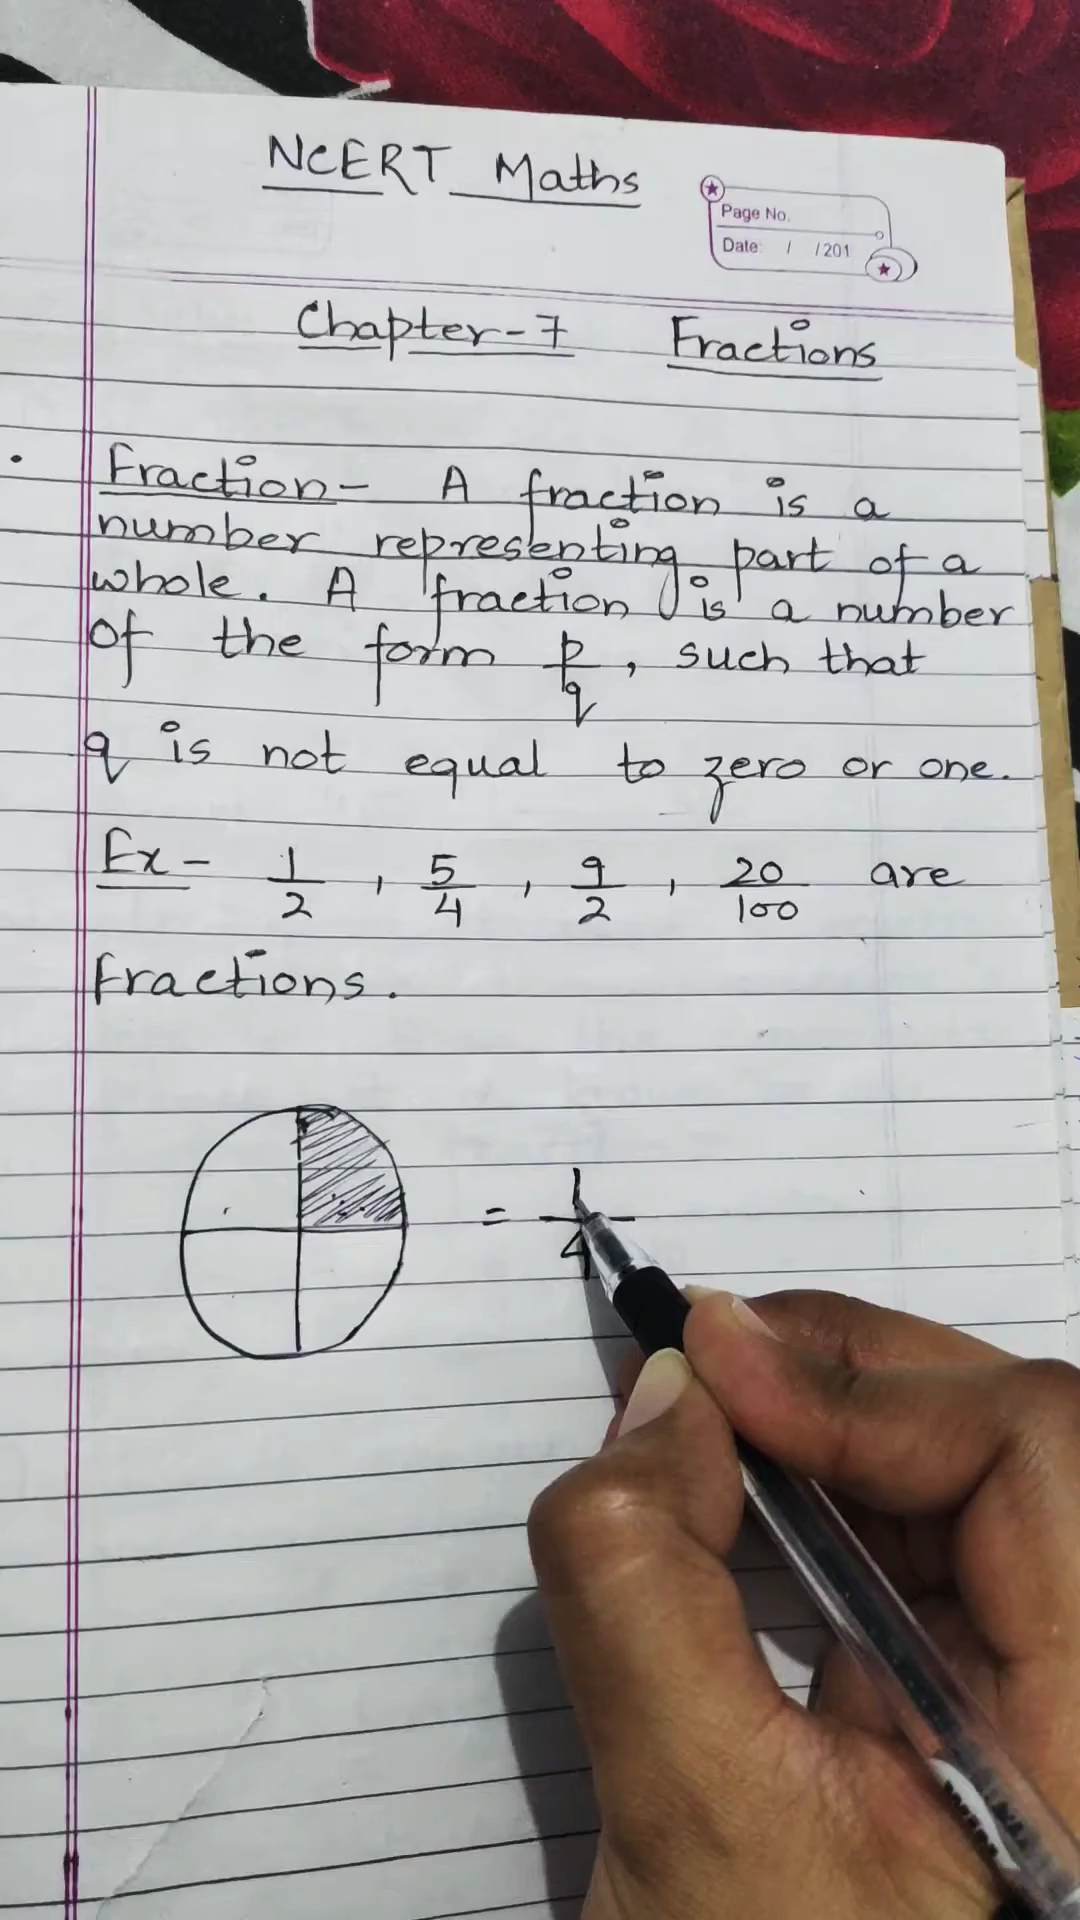 NCERT Maths
Page No.
Date: / /201
Chapter-7 Fractions
Fraction- A fraction is a
number representing part of a
whole. A fraction is a number
of the form p/q, such that
q is not equal to zero or one.
Ex- 1/2, 5/4, 9/2, 20/100 are
Fractions.
= 1/4